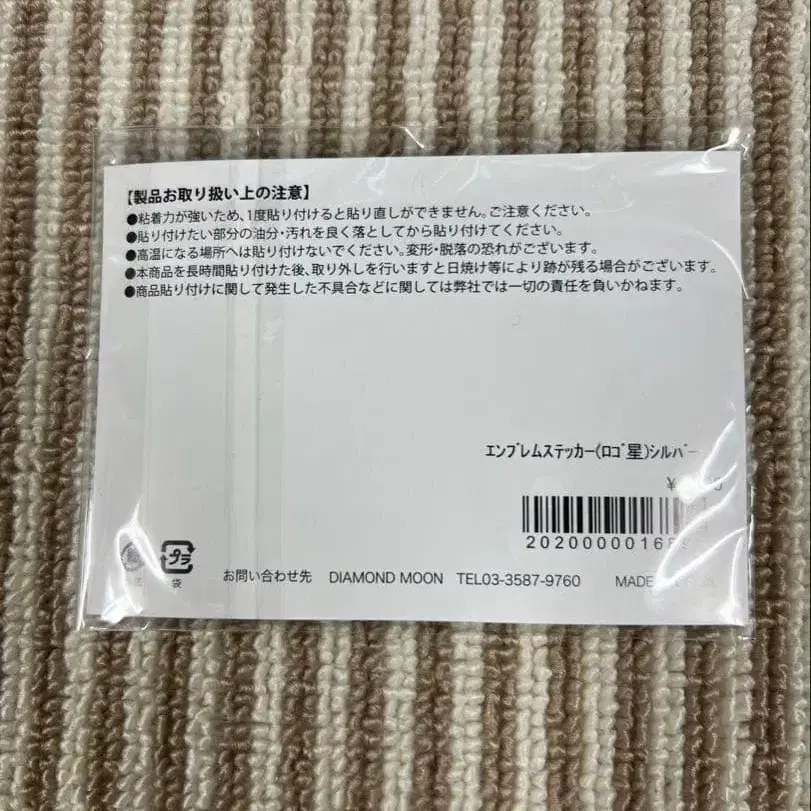 【製品お取り扱い上の注意】
●粘着力が強いため、1度貼り付けると貼り直しができません。ご注意ください。
●貼り付けたい部分の油分・汚れを良く落としてから貼り付けてください。
●高温になる場所へは貼り付けないでください。変形・脱落の恐れがございます。
●本商品を長時間貼り付けた後、取り外しを行いますと日焼け等により跡が残る場合がございます。
●商品貼り付けに関して発生した不具合などに関しては弊社では一切の責任を負いかねます。
エンブレムステッカー(ロゴ星)シルバー
¥
プラ
袋
お問い合わせ先 DIAMOND MOON TEL03-3587-9760 MADE